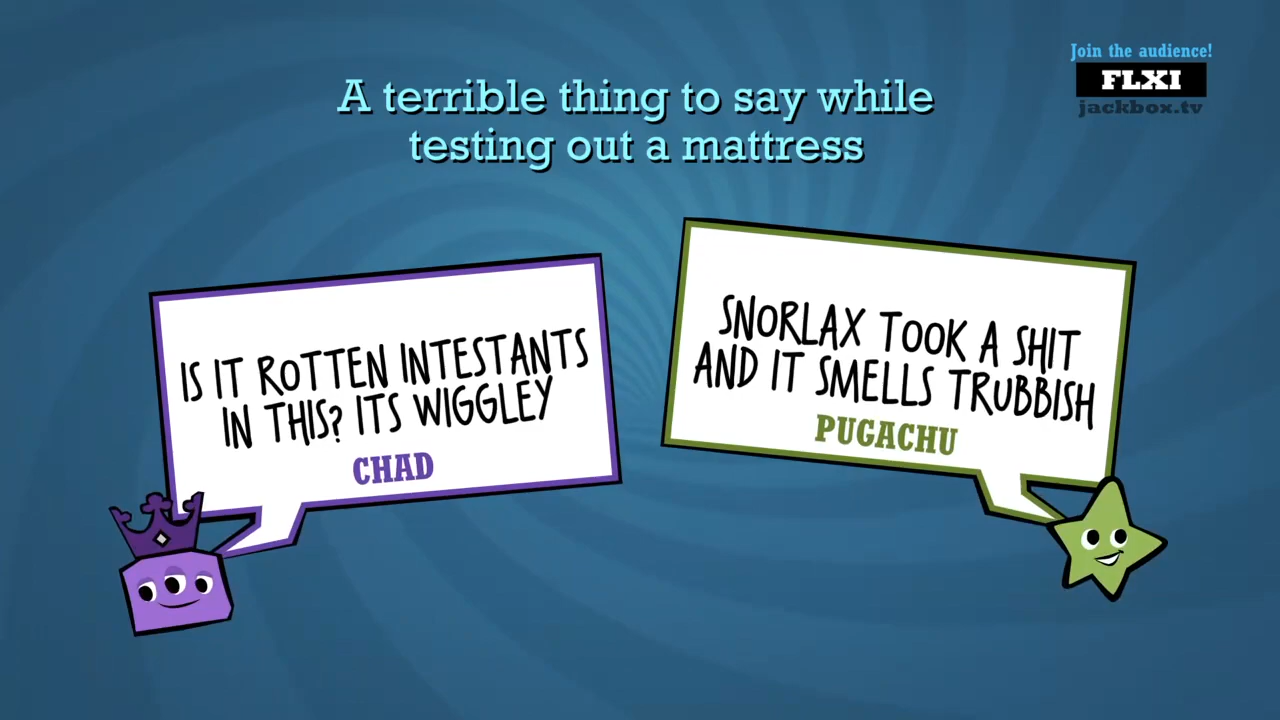 Join the audience!
FLXI
jackbox.tv
A terrible thing to say while
testing out a mattress
IS IT ROTTEN INTESTANTS
IN THIS? ITS WIGGLEY
CHAD
SNORLAX TOOK A SHIT
AND IT SMELLS TRUBBISH
PUGACHU